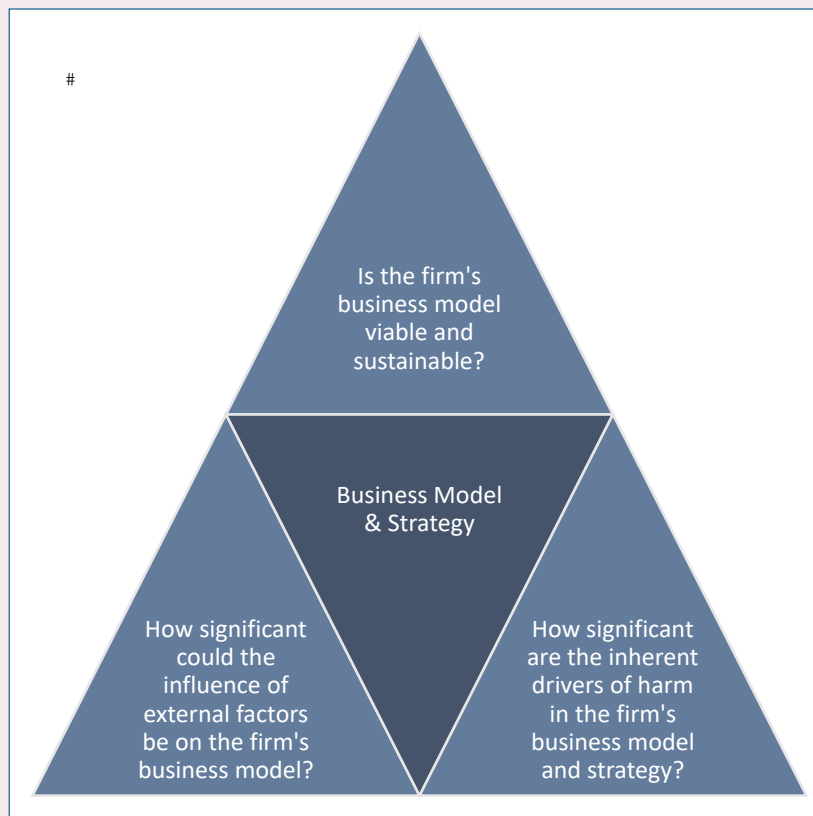 #
Is the firm's
business model
viable and
sustainable?
Business Model
& Strategy
How significant
could the
influence of
external factors
be on the firm's
business model?
How significant
are the inherent
drivers of harm
in the firm's
business model
and strategy?